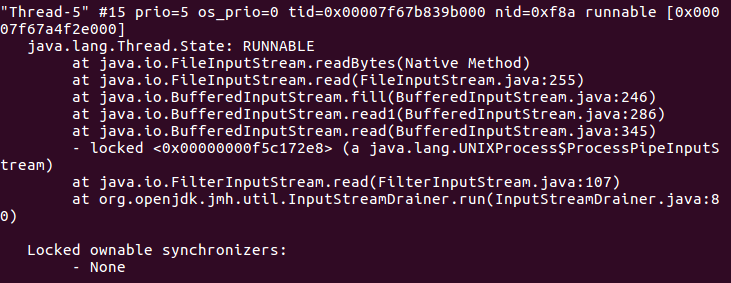 "Thread-5" #15 prio=5 os_prio=0 tid=0x00007f67b839b000 nid=0xf8a runnable [0x000
07f67a4f2e000]
   java.lang.Thread.State: RUNNABLE
        at java.io.FileInputStream.readBytes(Native Method)
        at java.io.FileInputStream.read(FileInputStream.java:255)
        at java.io.BufferedInputStream.fill(BufferedInputStream.java:246)
        at java.io.BufferedInputStream.read1(BufferedInputStream.java:286)
        at java.io.BufferedInputStream.read(BufferedInputStream.java:345)
        - locked <0x00000000f5c172e8> (a java.lang.UNIXProcess$ProcessPipeInputS
tream)
        at java.io.FilterInputStream.read(FilterInputStream.java:107)
        at org.openjdk.jmh.util.InputStreamDrainer.run(InputStreamDrainer.java:8
0)

   Locked ownable synchronizers:
        - None